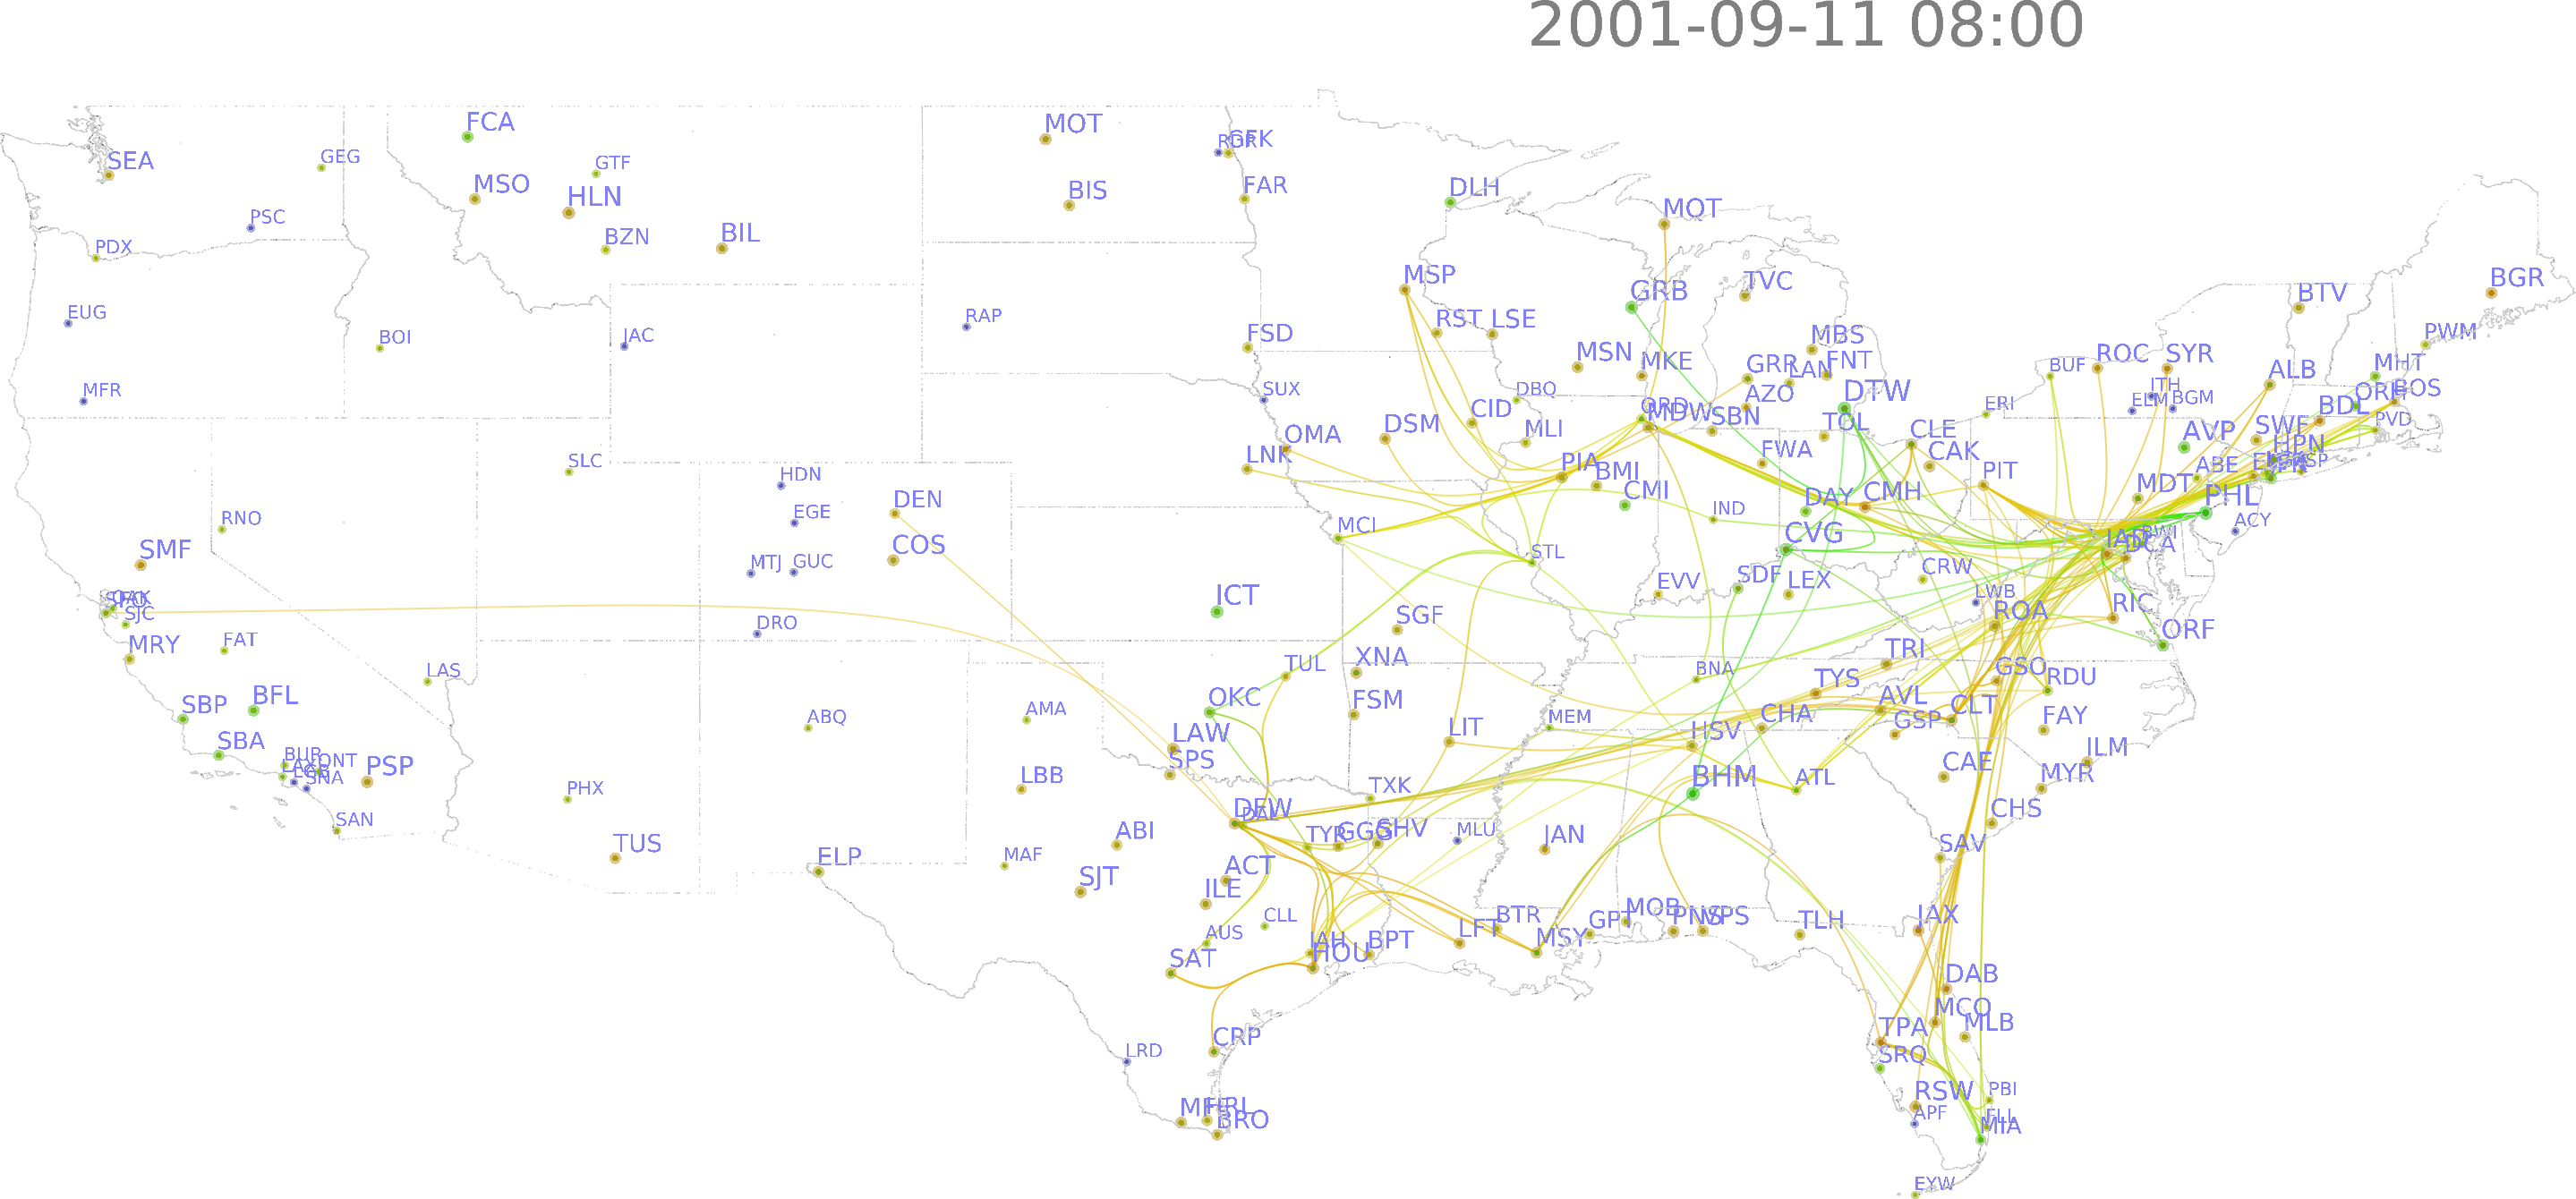 2001-09-11 08:00
FCA
MOT
GFK
SEA
GEG
GTF
MSO
HLN
BIS
FAR
DLH
PSC
BIL
BZN
MQT
PDX
MSP
TVC
BGR
GRB
BTV
EUG
BOI
JAC
RAP
FSD
RST
LSE
MBS
PWM
MSN
MKE
GRR
LAN
FNT
BUF
ROC
SYR
MHT
ALB
MFR
SUX
DBQ
AZO
DTW
ITH
ELM
BGM
ORH
BOS
CID
ORD
MDW
SBN
TOL
ERI
BDL
PVD
DSM
MLI
CLE
AVP
SWF
HPN
OMA
FWA
CAK
LNK
SLC
PIA
BMI
PIT
ABE
HDN
DEN
CMI
DAY
CMH
MDT
PHL
RNO
EGE
MCI
IND
ACY
SMF
COS
STL
CVG
IAD
BWI
DCA
MTJ
GUC
CRW
OAK
SJC
ICT
EVV
SDF
LEX
LWB
ROA
RIC
MRY
FAT
DRO
SGF
ORF
LAS
TUL
XNA
BNA
TRI
GSO
RDU
SBP
BFL
ABQ
AMA
OKC
FSM
MEM
TYS
AVL
CLT
FAY
LAW
LIT
HSV
CHA
GSP
SBA
BUR
ONT
SNA
PSP
SPS
CAE
ILM
PHX
LBB
TXK
BHM
ATL
MYR
SAN
DFW
DAL
CHS
TUS
ABI
TYR
GGG
SHV
MLU
JAN
SAV
ELP
MAF
SJT
ACT
ILE
CLL
AUS
BTR
LFT
GPT
MOB
PNS
VPS
TLH
JAX
SAT
IAH
HOU
BPT
MSY
DAB
MCO
MLB
CRP
TPA
SRQ
LRD
RSW
PBI
APF
MFE
HRL
BRO
FLL
MIA
EYW